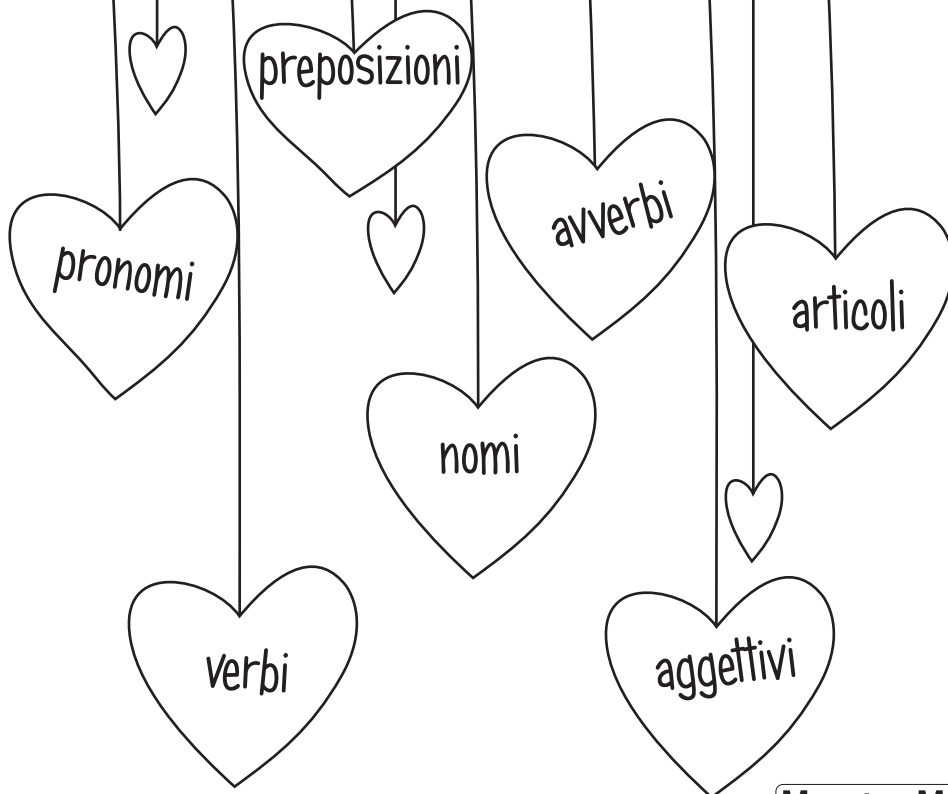 preposizioni
avverbi
pronomi
articoli
nomi
verbi
aggettivi